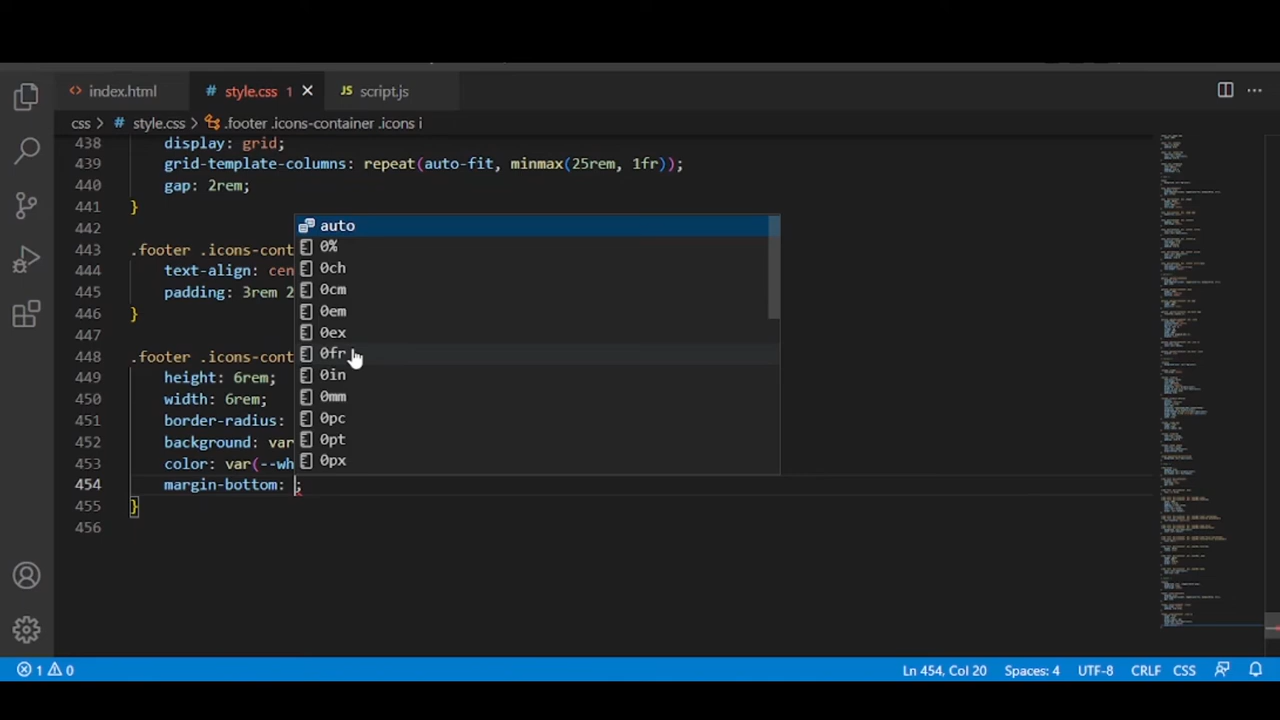 index.html
# style.css 1
JS script.js
css > # style.css > .footer .icons-container .icons i
438 display: grid;
439 grid-template-columns: repeat(auto-fit, minmax(25rem, 1fr));
440 gap: 2rem;
441 }
442
443 .footer .icons-cont
444 text-align: cen
445 padding: 3rem 2
446 }
447
448 .footer .icons-cont
449 height: 6rem;
450 width: 6rem;
451 border-radius:
452 background: var
453 color: var(--wh
454 margin-bottom: ;
455 }
456
auto
0%
0ch
0cm
0em
0ex
0fr
0in
0mm
0pc
0pt
0px
1 0
Ln 454, Col 20 Spaces: 4 UTF-8 CRLF CSS